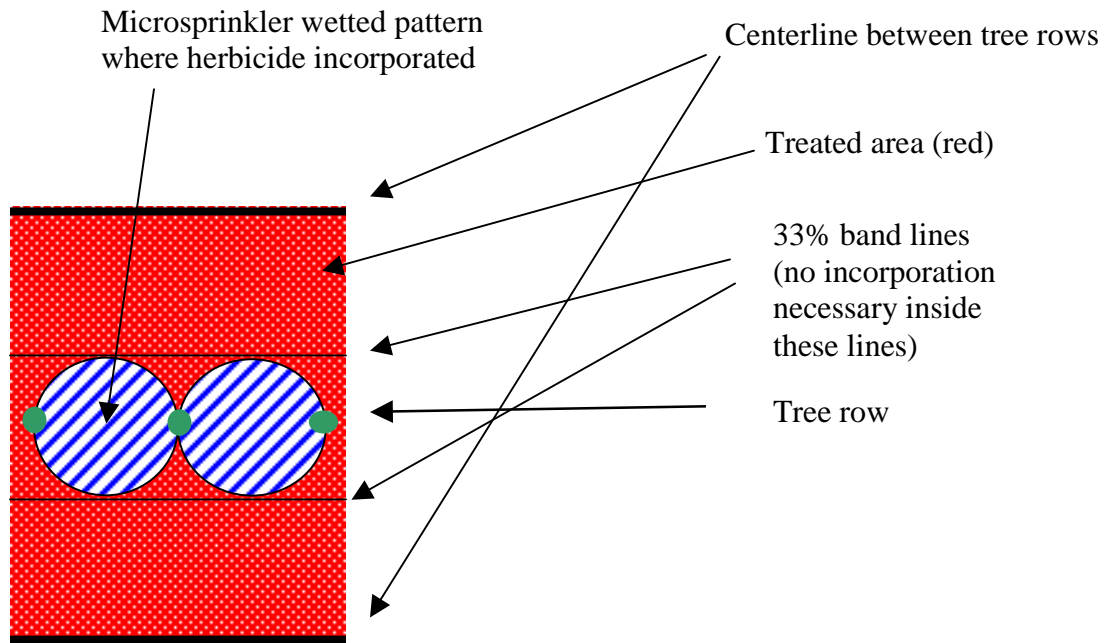 Microsprinkler wetted pattern
where herbicide incorporated
Centerline between tree rows
Treated area (red)
33% band lines
(no incorporation
necessary inside
these lines)
Tree row